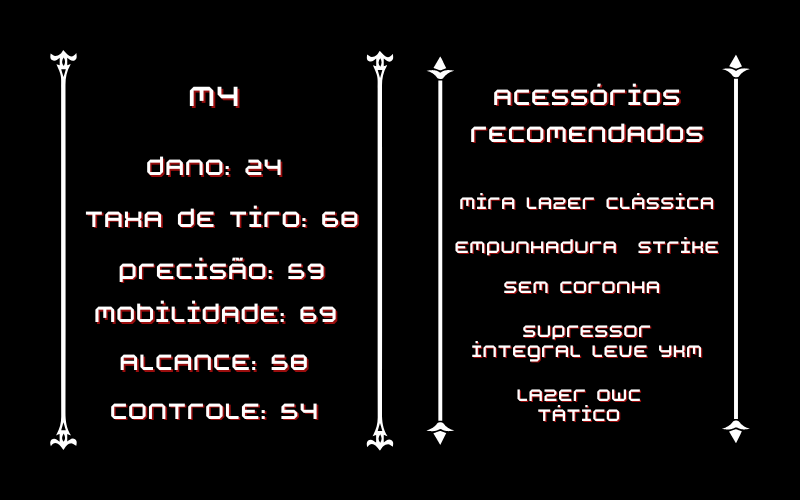 M4
DANO: 24
TAXA DE TIRO: 68
PRECISÃO: 59
MOBILIDADE: 69
ALCANCE: 58
CONTROLE: 54
ACESSÓRIOS
RECOMENDADOS
MIRA LAZER CLÁSSICA
EMPUNHADURA STRIKE
SEM CORONHA
SUPRESSOR
INTEGRAL LEVE YKM
LAZER OWC
TÁTICO